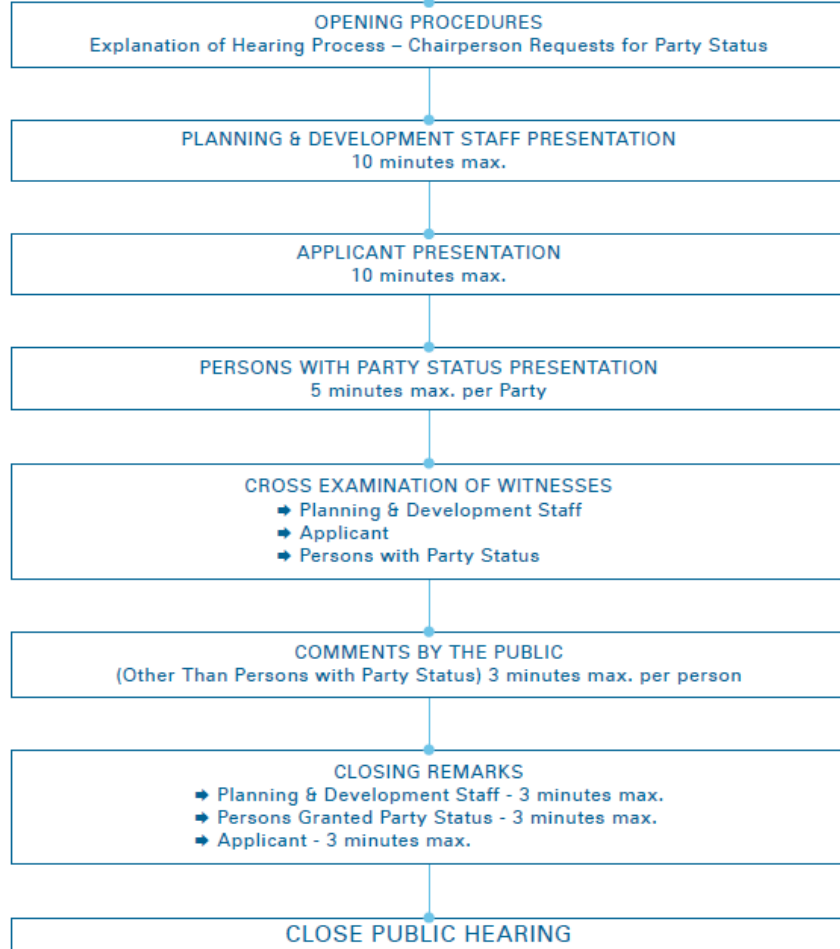 OPENING PROCEDURES
Explanation of Hearing Process – Chairperson Requests for Party Status
PLANNING & DEVELOPMENT STAFF PRESENTATION
10 minutes max.
APPLICANT PRESENTATION
10 minutes max.
PERSONS WITH PARTY STATUS PRESENTATION
5 minutes max. per Party
CROSS EXAMINATION OF WITNESSES
➡ Planning & Development Staff
➡ Applicant
➡ Persons with Party Status
COMMENTS BY THE PUBLIC
(Other Than Persons with Party Status) 3 minutes max. per person
CLOSING REMARKS
➡ Planning & Development Staff - 3 minutes max.
➡ Persons Granted Party Status - 3 minutes max.
➡ Applicant - 3 minutes max.
CLOSE PUBLIC HEARING